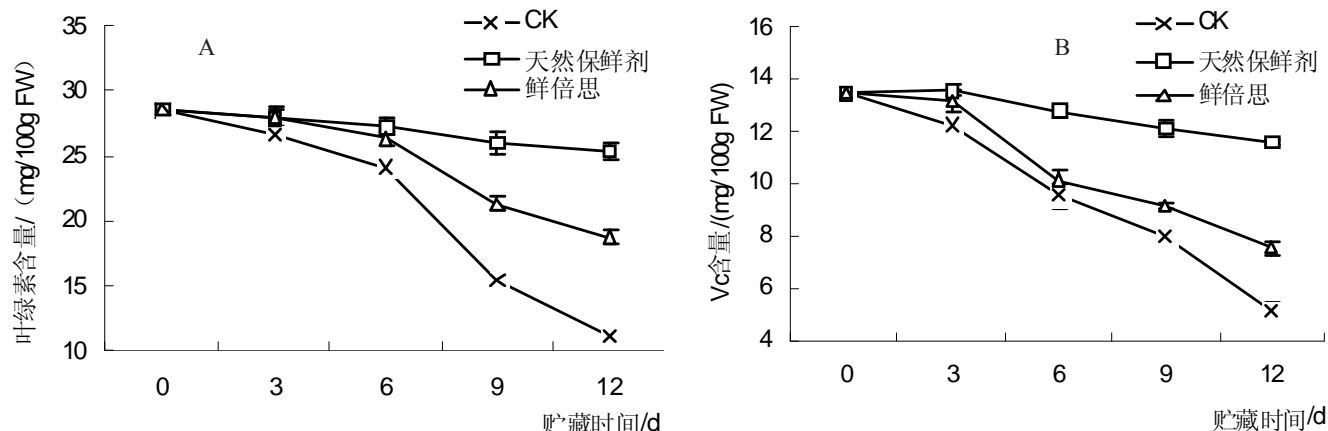 A
CK
天然保鲜剂
鲜倍思
叶绿素含量/（mg/100g FW）
35
30
25
20
15
10
0 3 6 9 12
贮藏时间/d
B
CK
天然保鲜剂
鲜倍思
Vc含量/(mg/100g FW)
16
14
12
10
8
6
4
0 3 6 9 12
贮藏时间/d